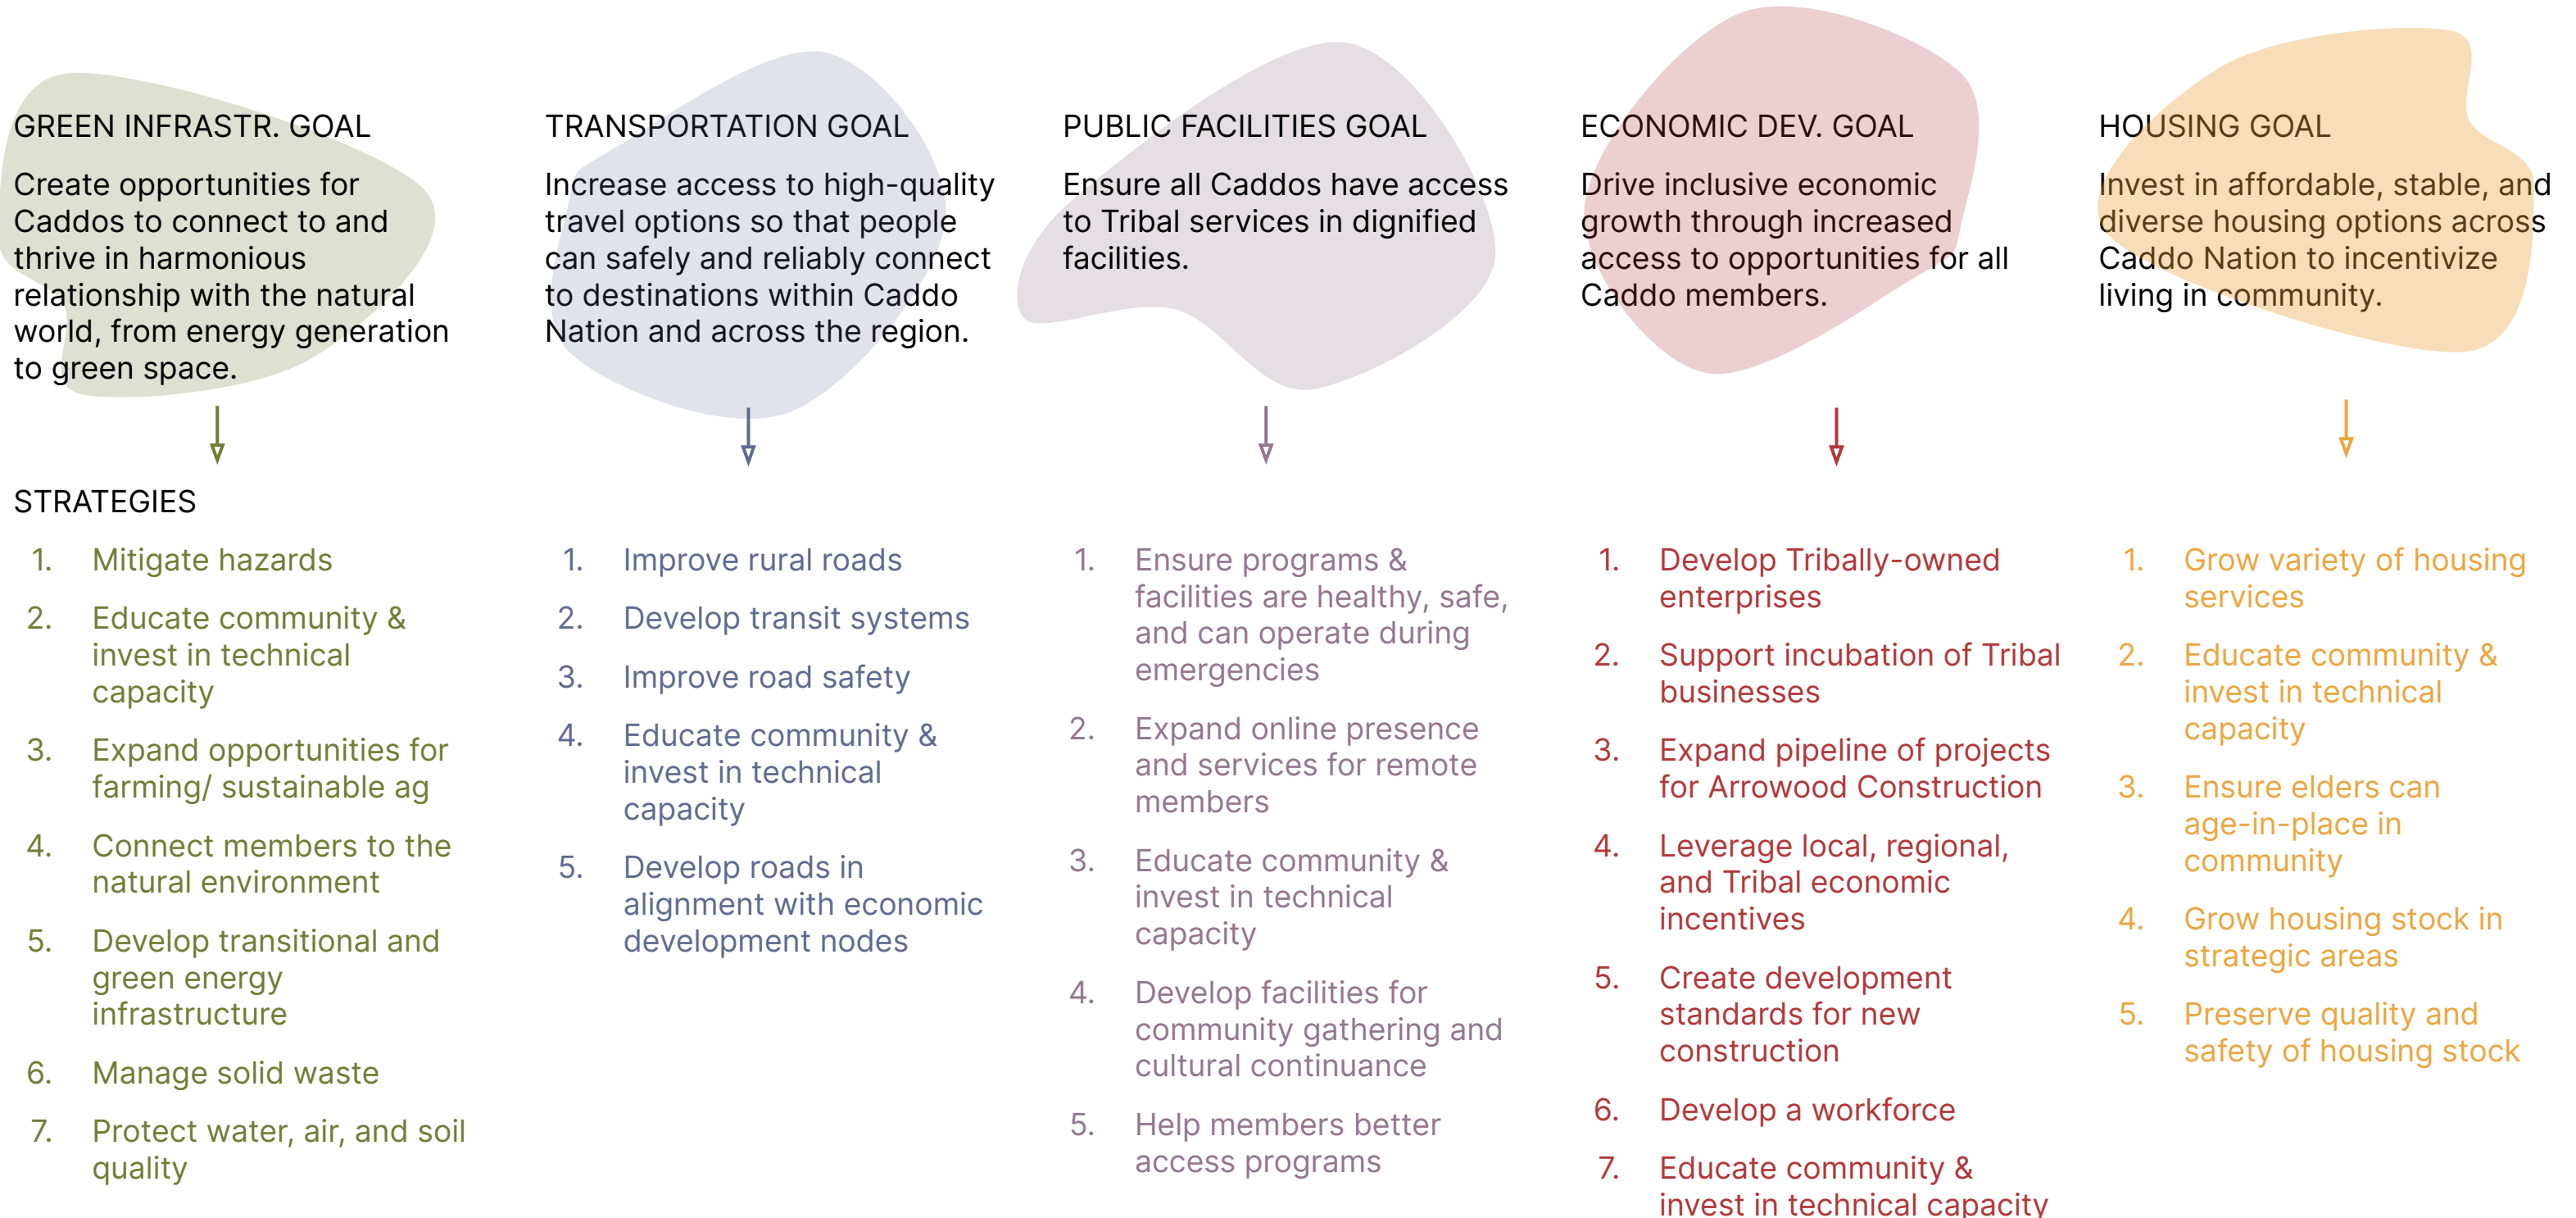 GREEN INFRASTR. GOAL
Create opportunities for
Caddos to connect to and
thrive in harmonious
relationship with the natural
world, from energy generation
to green space.
TRANSPORTATION GOAL
Increase access to high-quality
travel options so that people
can safely and reliably connect
to destinations within Caddo
Nation and across the region.
PUBLIC FACILITIES GOAL
Ensure all Caddos have access
to Tribal services in dignified
facilities.
ECONOMIC DEV. GOAL
Drive inclusive economic
growth through increased
access to opportunities for all
Caddo members.
HOUSING GOAL
Invest in affordable, stable, and
diverse housing options across
Caddo Nation to incentivize
living in community.
STRATEGIES
1. Mitigate hazards
2. Educate community &
invest in technical
capacity
3. Expand opportunities for
farming/ sustainable ag
4. Connect members to the
natural environment
5. Develop transitional and
green energy
infrastructure
6. Manage solid waste
7. Protect water, air, and soil
quality
1. Improve rural roads
2. Develop transit systems
3. Improve road safety
4. Educate community &
invest in technical
capacity
5. Develop roads in
alignment with economic
development nodes
1. Ensure programs &
facilities are healthy, safe,
and can operate during
emergencies
2. Expand online presence
and services for remote
members
3. Educate community &
invest in technical
capacity
4. Develop facilities for
community gathering and
cultural continuance
5. Help members better
access programs
1. Develop Tribally-owned
enterprises
2. Support incubation of Tribal
businesses
3. Expand pipeline of projects
for Arrowood Construction
4. Leverage local, regional,
and Tribal economic
incentives
5. Create development
standards for new
construction
6. Develop a workforce
7. Educate community &
invest in technical capacity
1. Grow variety of housing
services
2. Educate community &
invest in technical
capacity
3. Ensure elders can
age-in-place in
community
4. Grow housing stock in
strategic areas
5. Preserve quality and
safety of housing stock